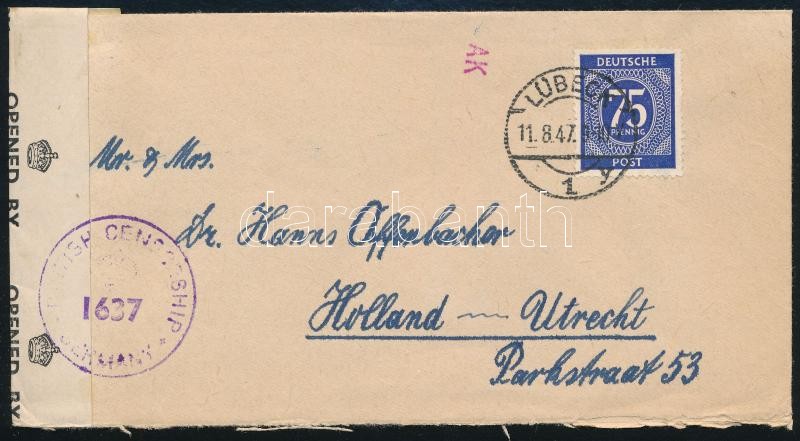 OPENED BY
OPENED BY
BRITISH CENSORSHIP
1637
GERMANY
AK
DEUTSCHE
75
PFENNIG
POST
11.8.47.
1
y
Mr. & Mrs.
Dr. Hanns Offenbacher
Holland – Utrecht
Parkstraat 53
darabanth